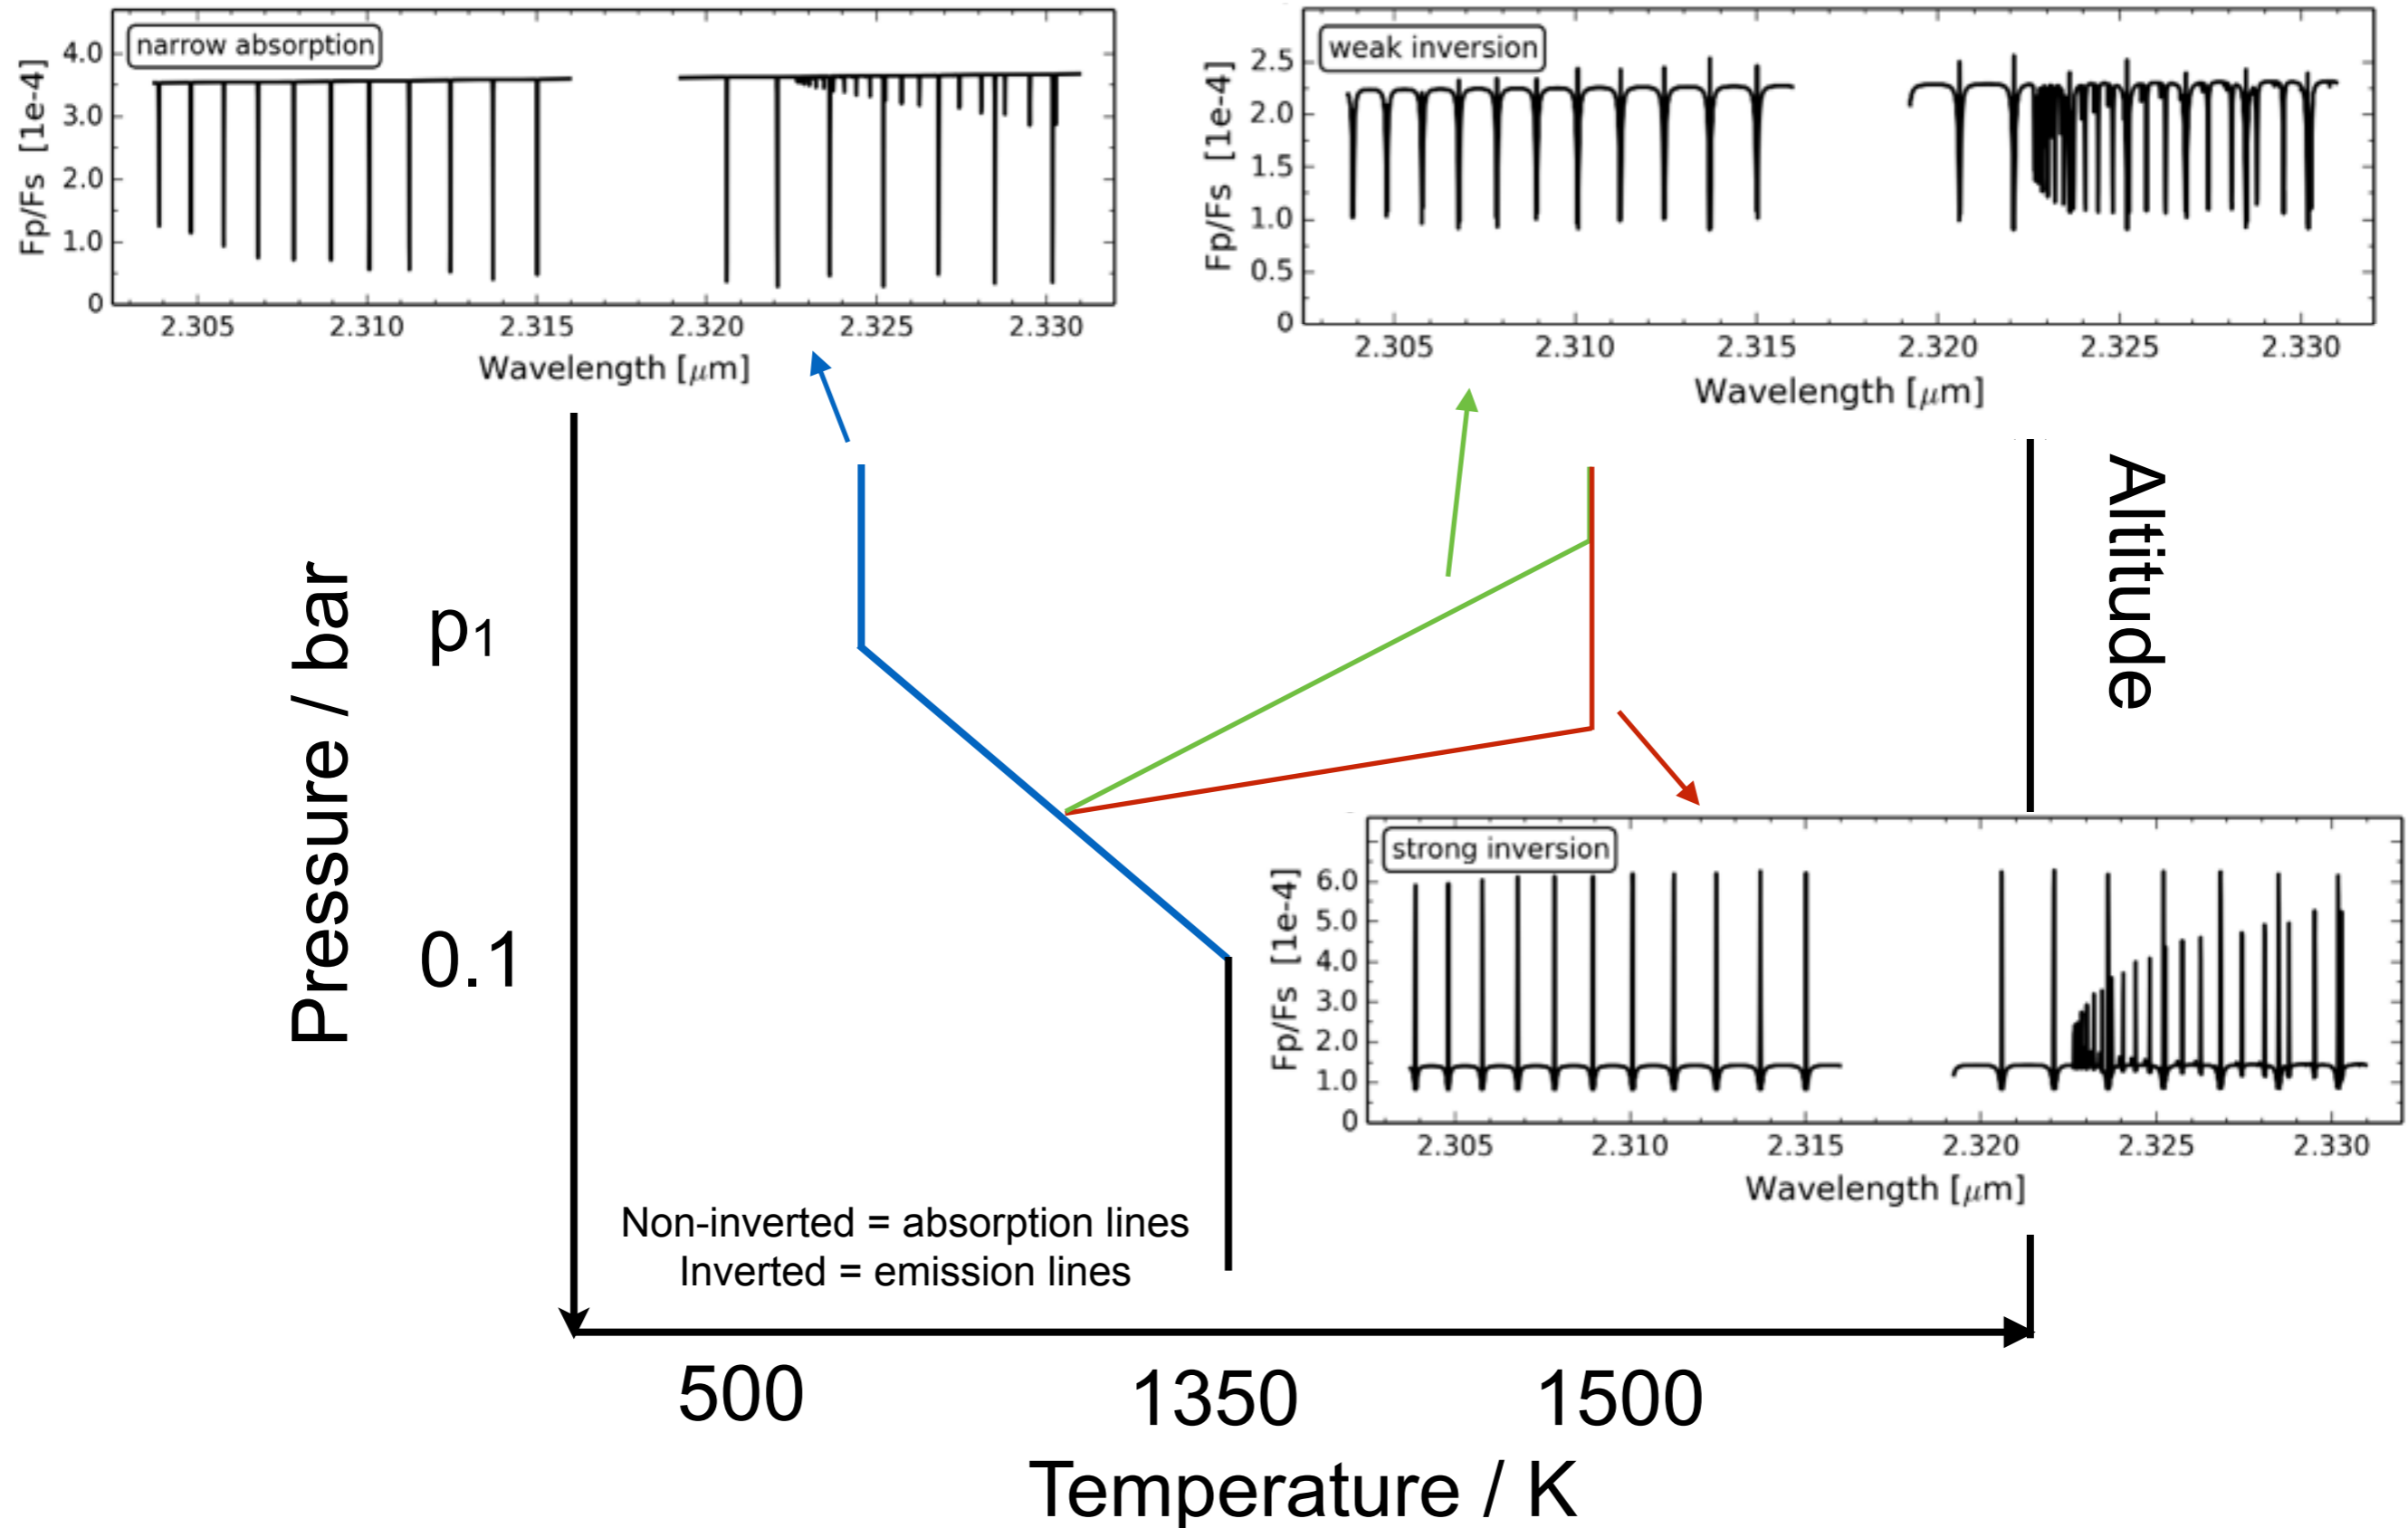 narrow absorption
Fp/Fs [1e-4]
4.0
3.0
2.0
1.0
0
2.305 2.310 2.315 2.320 2.325 2.330
Wavelength [μm]
weak inversion
Fp/Fs [1e-4]
2.5
2.0
1.5
1.0
0.5
0
2.305 2.310 2.315 2.320 2.325 2.330
Wavelength [μm]
Pressure / bar
p1
0.1
Altitude
strong inversion
Fp/Fs [1e-4]
6.0
5.0
4.0
3.0
2.0
1.0
0
2.305 2.310 2.315 2.320 2.325 2.330
Wavelength [μm]
Non-inverted = absorption lines
Inverted = emission lines
500 1350 1500
Temperature / K